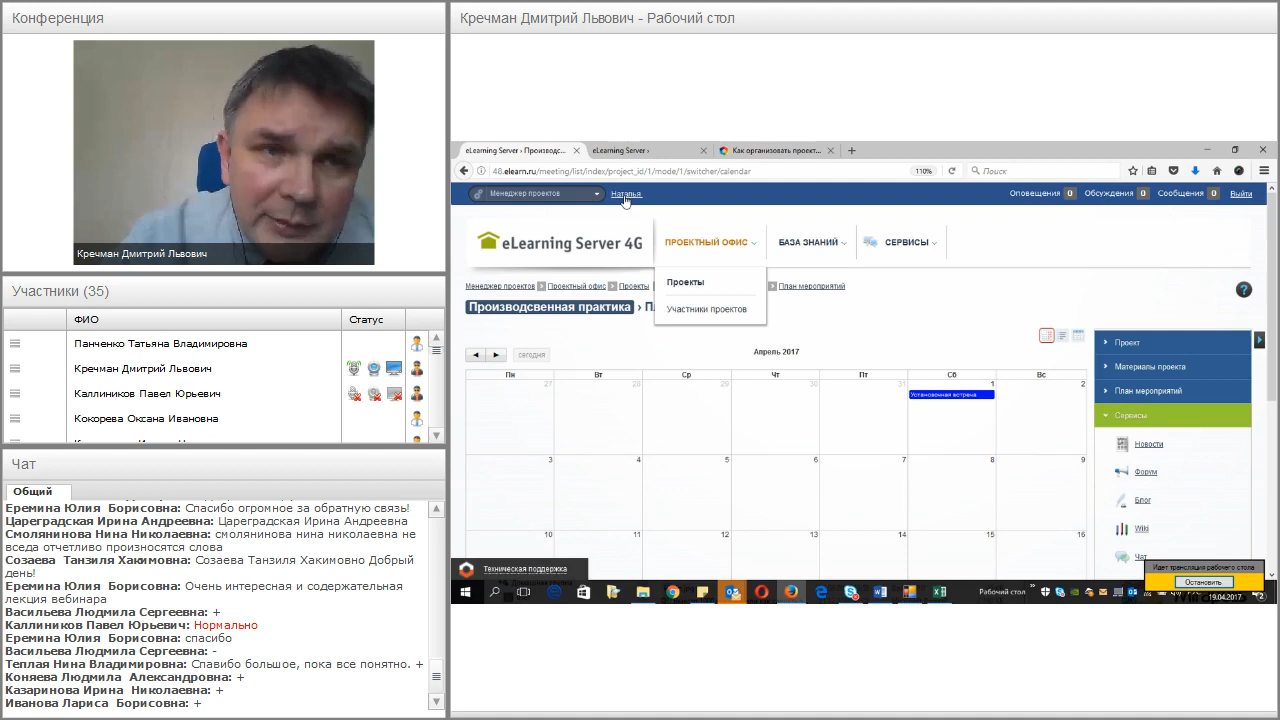 Конференция
Кречман Дмитрий Львович
Участники (35)
ФИО
Статус
Панченко Татьяна Владимировна
Кречман Дмитрий Львович
Каллиников Павел Юрьевич
Кокорева Оксана Ивановна
Чат
Общий
Еремина Юлия Борисовна: Спасибо огромное за обратную связь!
Цареградская Ирина Андреевна: Цареградская Ирина Андреевна
Смолянинова Нина Николаевна: смолянинова нина николаевна не
вседа отчетливо произносятся слова
Созаева Танзиля Хакимовна: Созаева Танзиля Хакимовно Добрый
день!
Еремина Юлия Борисовна: Очень интересная и содержательная
лекция вебинара
Васильева Людмила Сергеевна: +
Каллиников Павел Юрьевич: Нормально
Еремина Юлия Борисовна: спасибо
Васильева Людмила Сергеевна: -
Теплая Нина Владимировна: Спавибо большое, пока все понятно. +
Коняева Людмила Александровна: +
Казаринова Ирина Николаевна: +
Иванова Лариса Борисовна: +
Кречман Дмитрий Львович - Рабочий стол
eLearning Server › Производс...
eLearning Server ›
Как организовать проект...
48.elearn.ru/meeting/list/index/project_id/1/mode/1/switcher/calendar
110%
Поиск
Менеджер проектов
Наталья
Оповещения 0
Обсуждения 0
Сообщения 0
Выйти
eLearning Server 4G
ПРОЕКТНЫЙ ОФИС
БАЗА ЗНАНИЙ
СЕРВИСЫ
Проекты
Участники проектов
Менеджер проектов
Проектный офис
Проекты
План мероприятий
Производсвенная практика › П
сегодня
Апрель 2017
Пн Вт Ср Чт Пт Сб Вс
27 28 29 30 31 1 2
Установочная встреча
3 4 5 6 7 8 9
10 11 12 13 14 15 16
Проект
Материалы проекта
План мероприятий
Сервисы
Новости
Форум
Блог
Wiki
Чат
Техническая поддержка
Идет трансляция рабочего стола
Остановить
Рабочий стол
19.04.2017